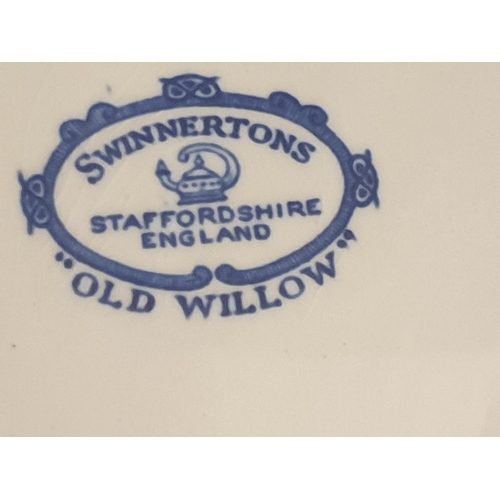 SWINNERTONS
STAFFORDSHIRE
ENGLAND
"OLD WILLOW"